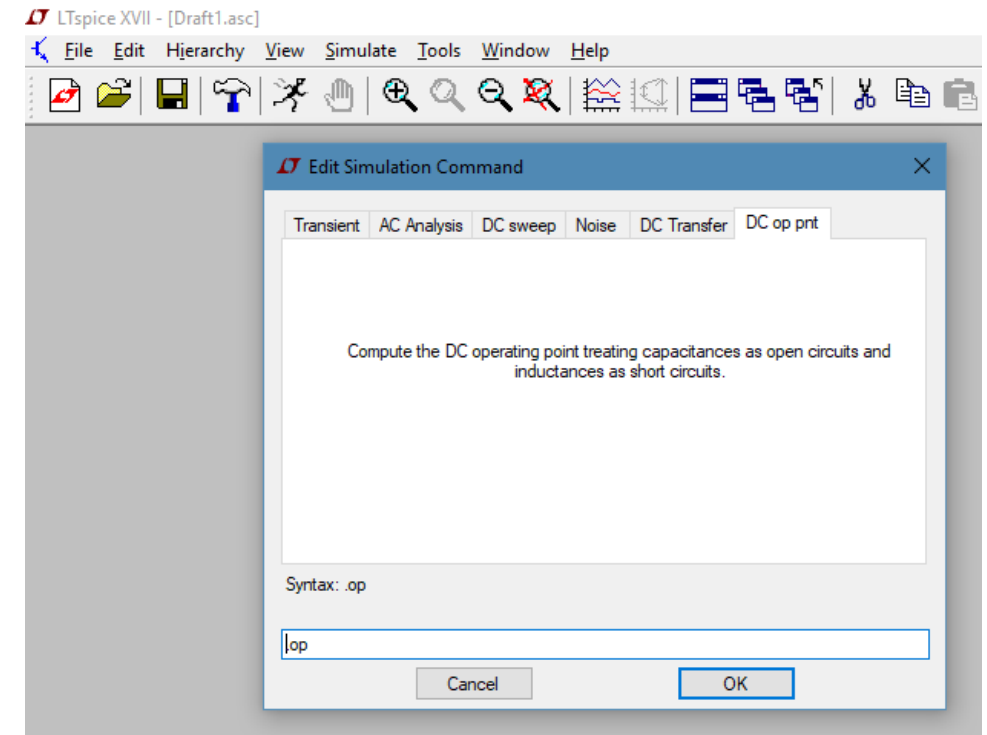 LTspice XVII - [Draft1.asc]
File Edit Hierarchy View Simulate Tools Window Help
Edit Simulation Command
Transient AC Analysis DC sweep Noise DC Transfer DC op pnt
Compute the DC operating point treating capacitances as open circuits and
inductances as short circuits.
Syntax: .op
.op
Cancel OK